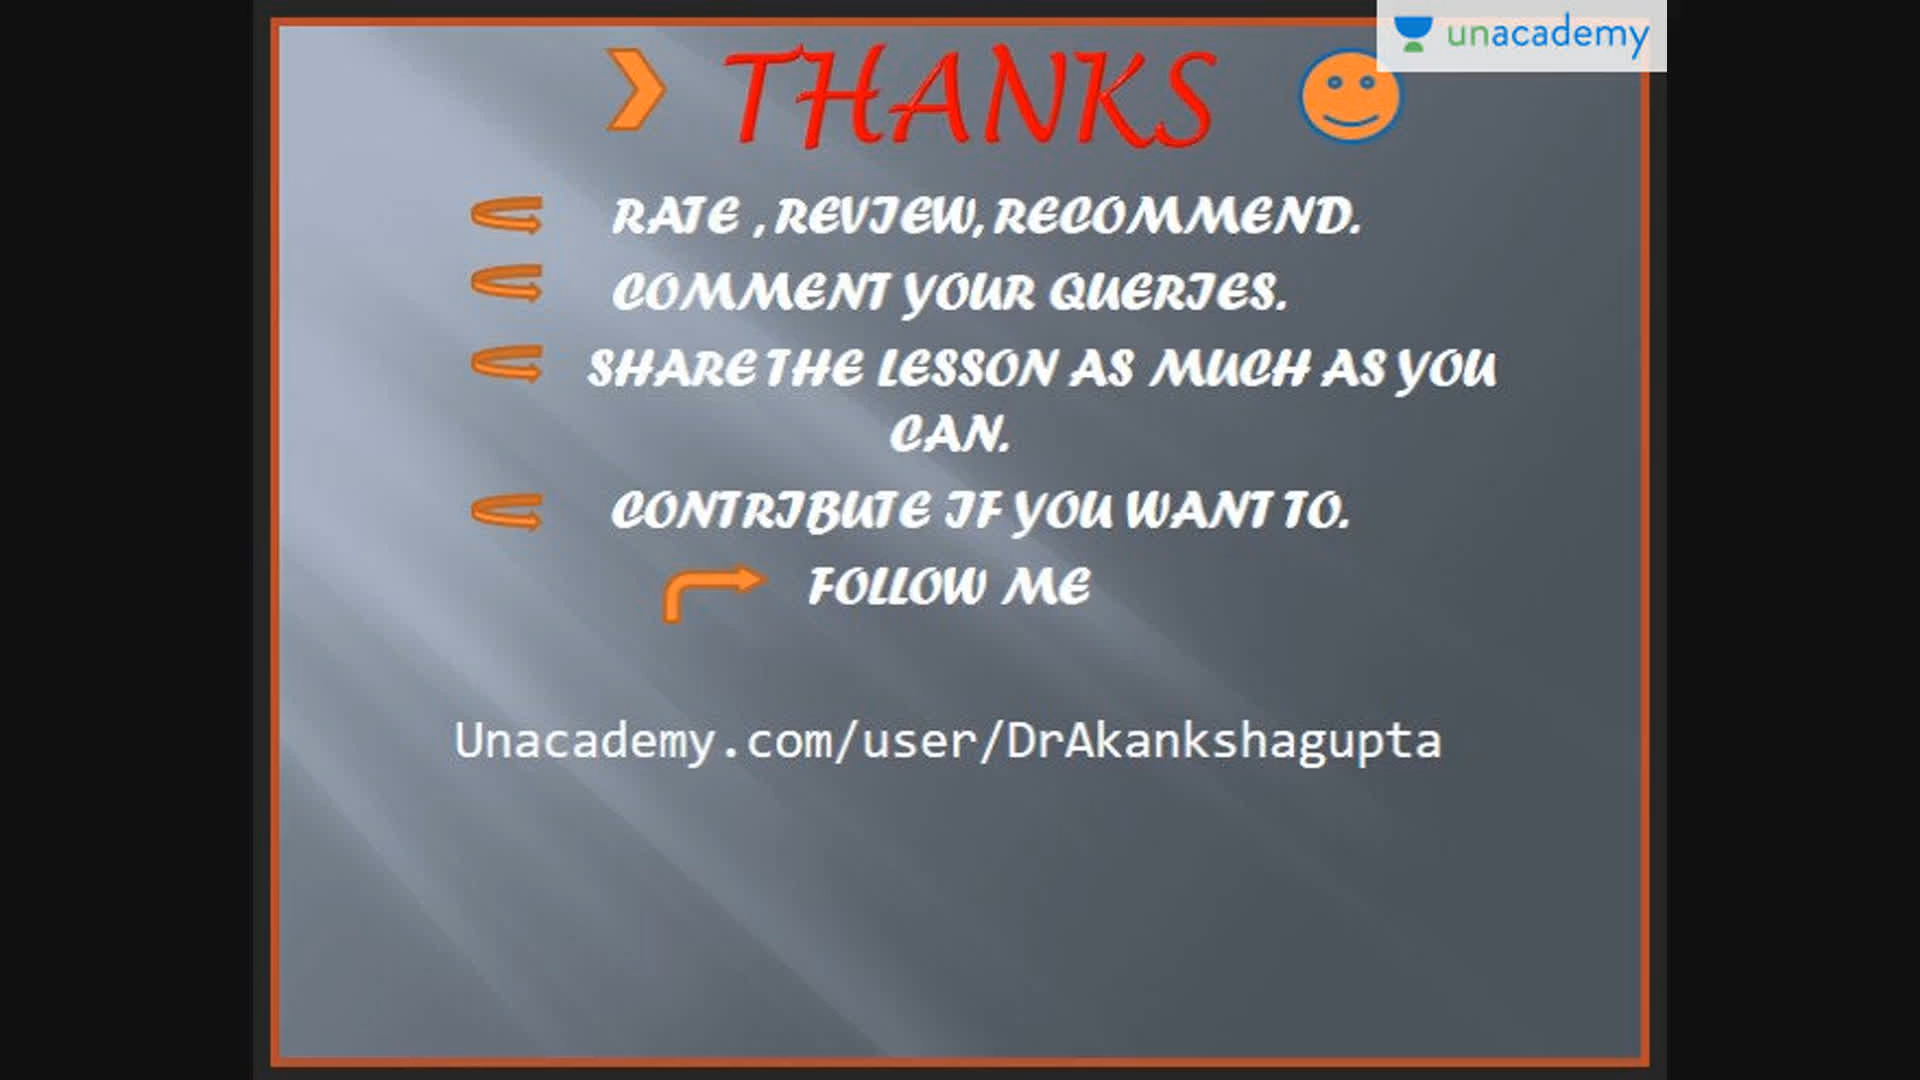 unacademy
THANKS
RATE , REVIEW, RECOMMEND.
COMMENT YOUR QUERIES.
SHARE THE LESSON AS MUCH AS YOU
CAN.
CONTRIBUTE IF YOU WANT TO.
FOLLOW ME
Unacademy.com/user/DrAkankshagupta